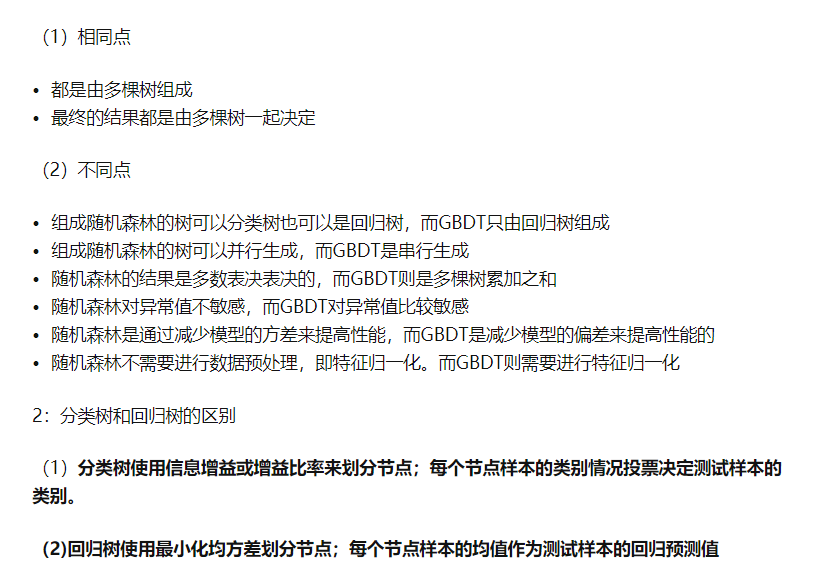 （1）相同点
• 都是由多棵树组成
• 最终的结果都是由多棵树一起决定
（2）不同点
• 组成随机森林的树可以分类树也可以是回归树，而GBDT只由回归树组成
• 组成随机森林的树可以并行生成，而GBDT是串行生成
• 随机森林的结果是多数表决表决的，而GBDT则是多棵树累加之和
• 随机森林对异常值不敏感，而GBDT对异常值比较敏感
• 随机森林是通过减少模型的方差来提高性能，而GBDT是减少模型的偏差来提高性能的
• 随机森林不需要进行数据预处理，即特征归一化。而GBDT则需要进行特征归一化
2：分类树和回归树的区别
（1）分类树使用信息增益或增益比率来划分节点；每个节点样本的类别情况投票决定测试样本的
类别。
(2)回归树使用最小化均方差划分节点；每个节点样本的均值作为测试样本的回归预测值